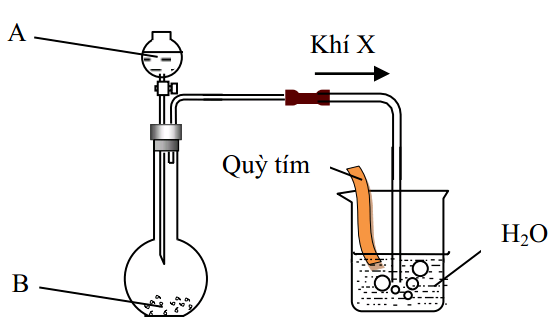 A
Khí X
Quỳ tím
H₂O
B